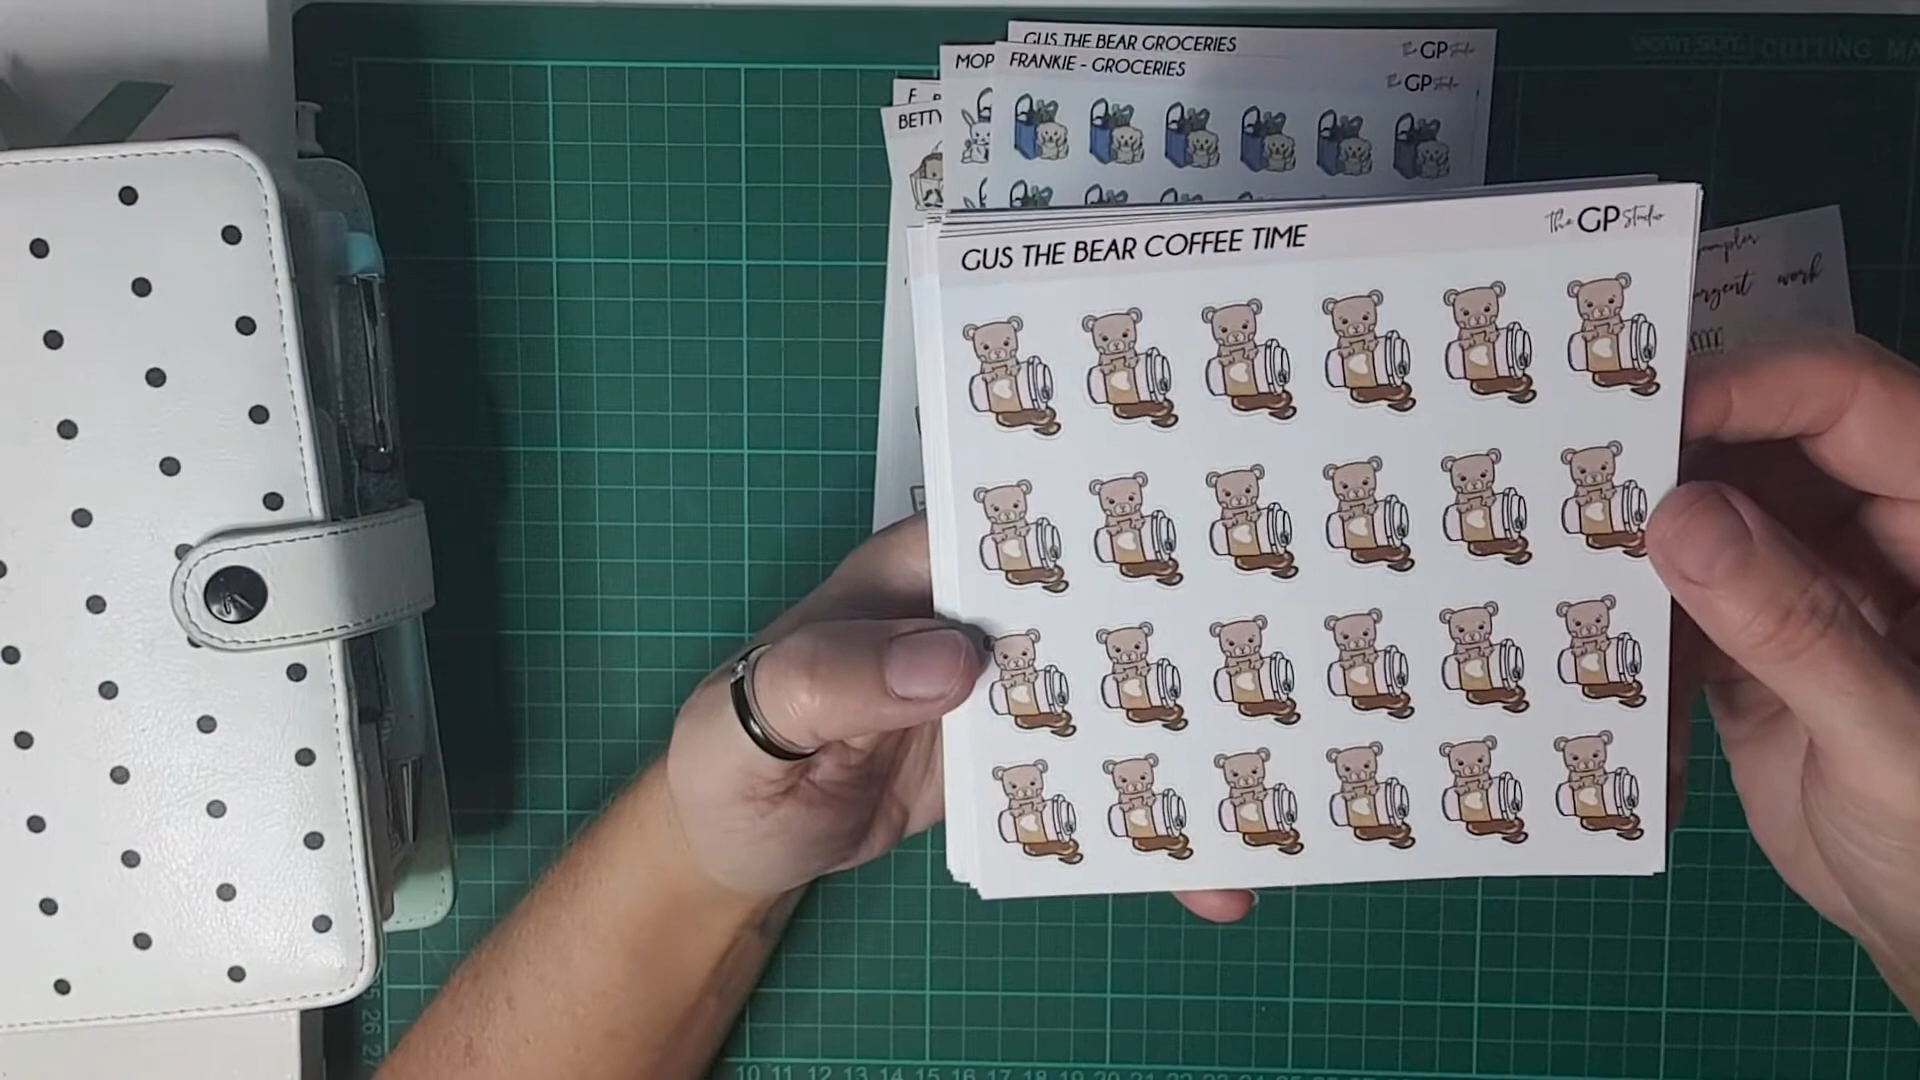 GUS THE BEAR GROCERIES
the GP Studio
MOP
FRANKIE - GROCERIES
the GP Studio
BETTY
CUTTING MA
GUS THE BEAR COFFEE TIME
the GP Studio
urgent work
25
26
27
10 11 12 13 14 15 16 17 18 19 20 21 22 23